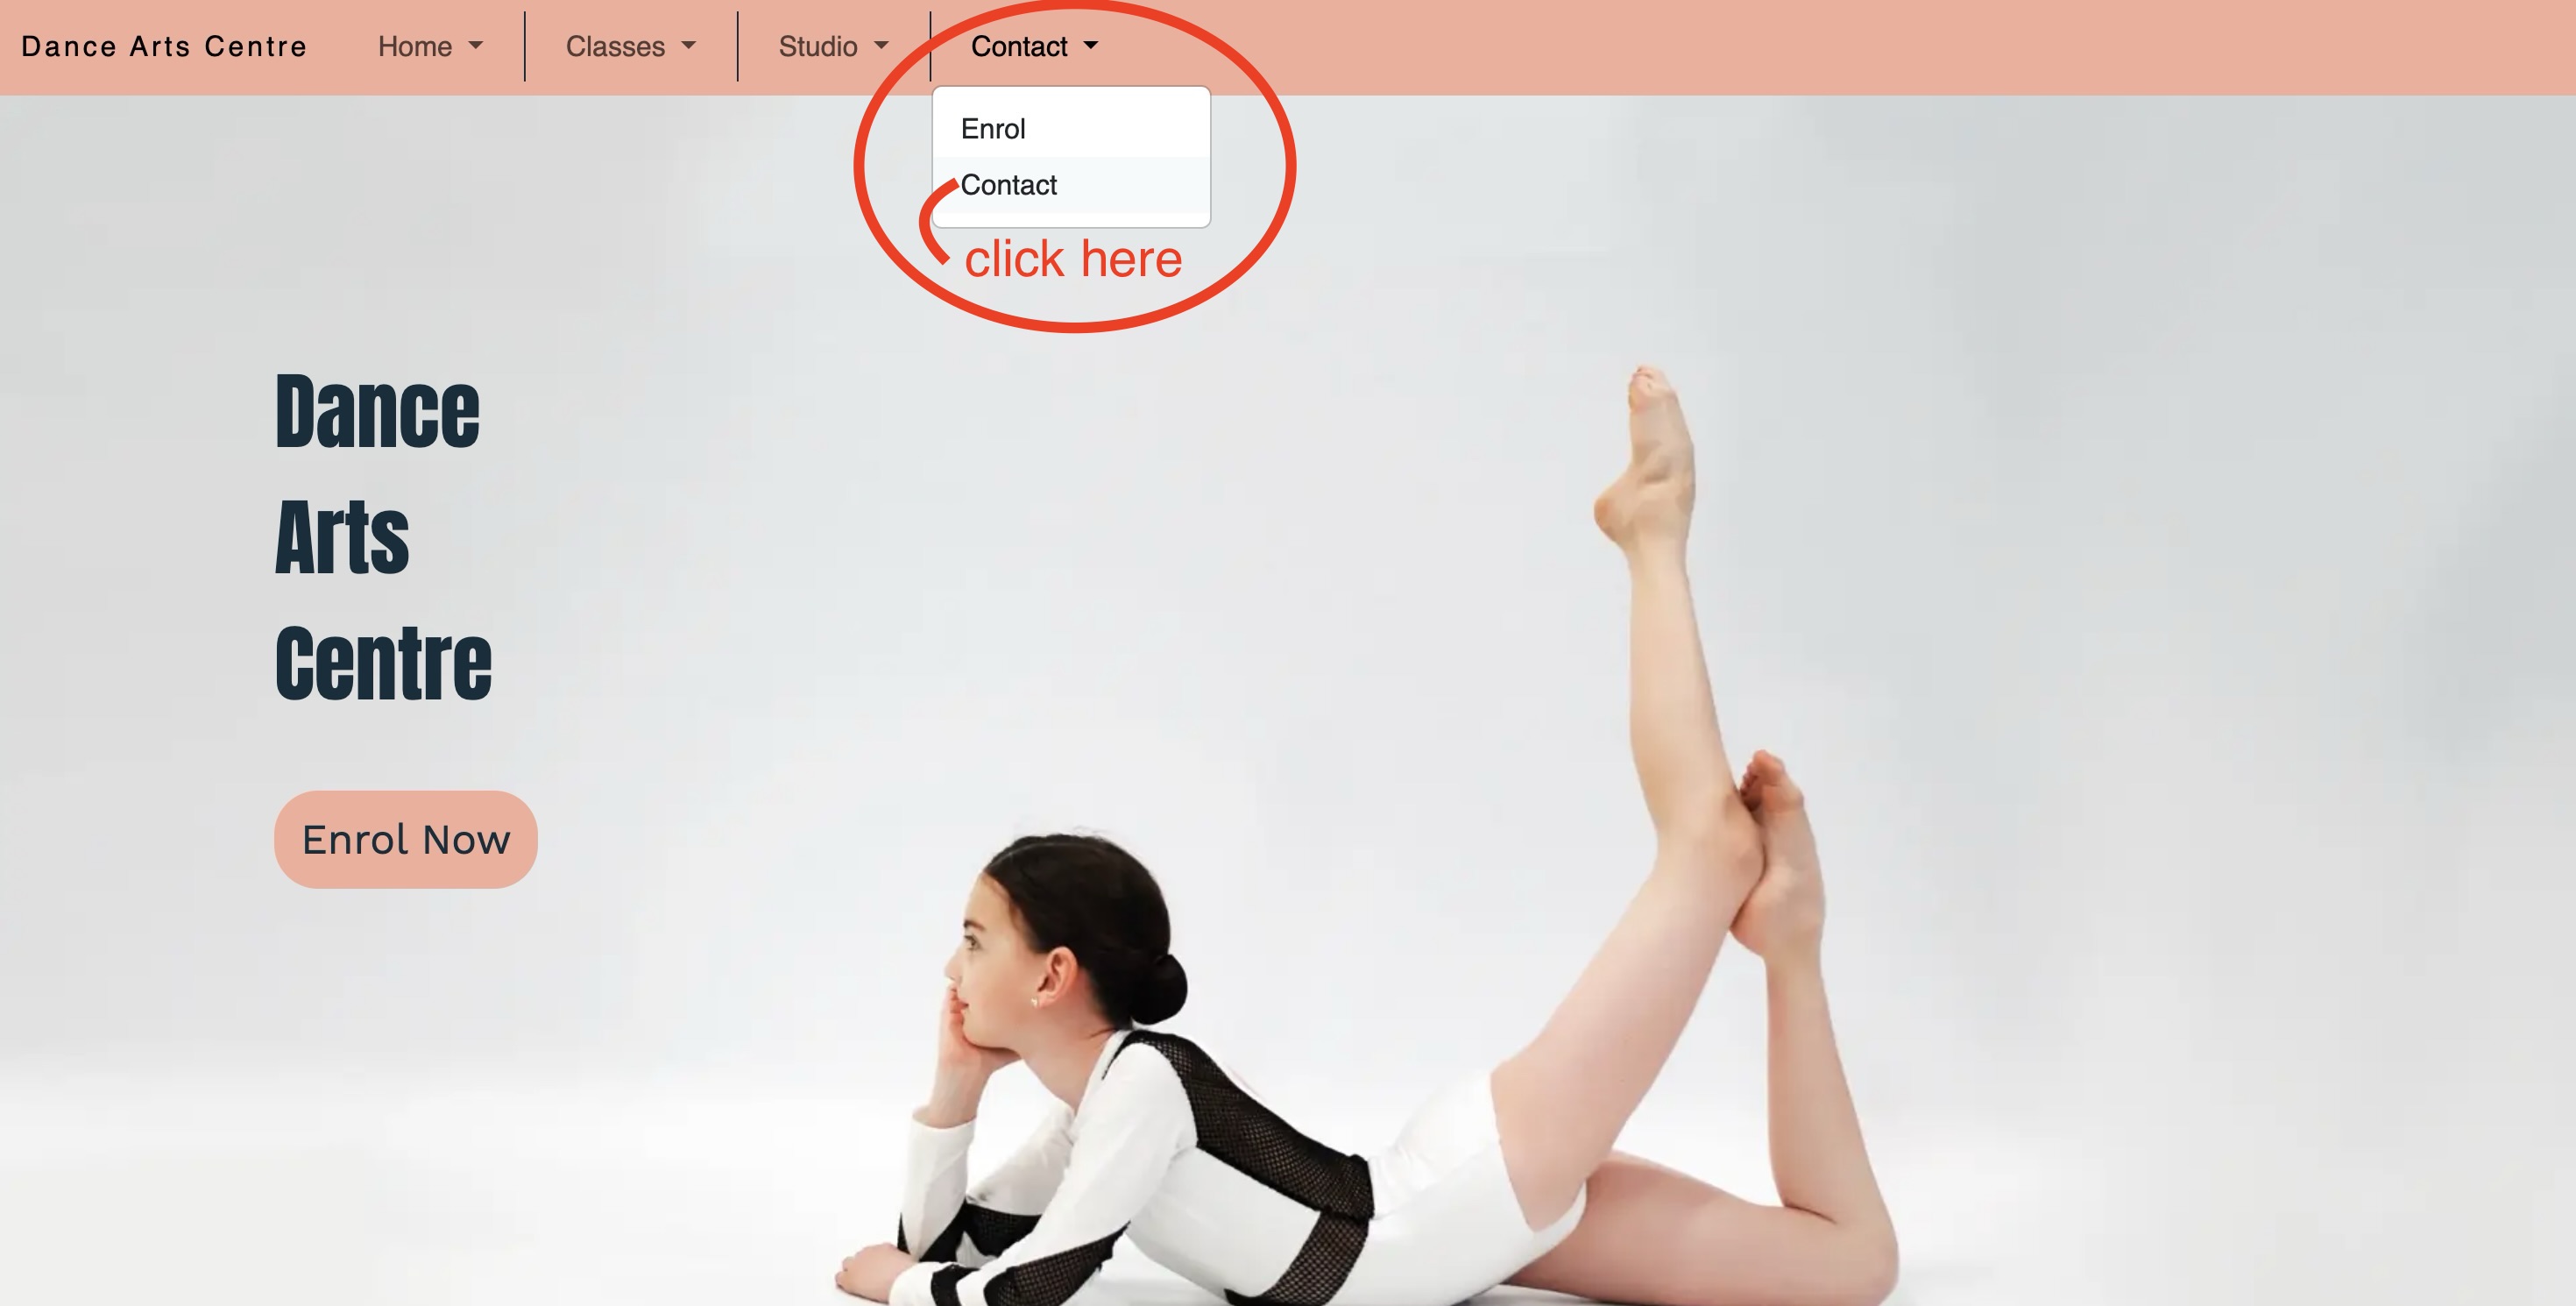 Dance Arts Centre Home Classes Studio Contact
Enrol
Contact
click here
Dance
Arts
Centre
Enrol Now